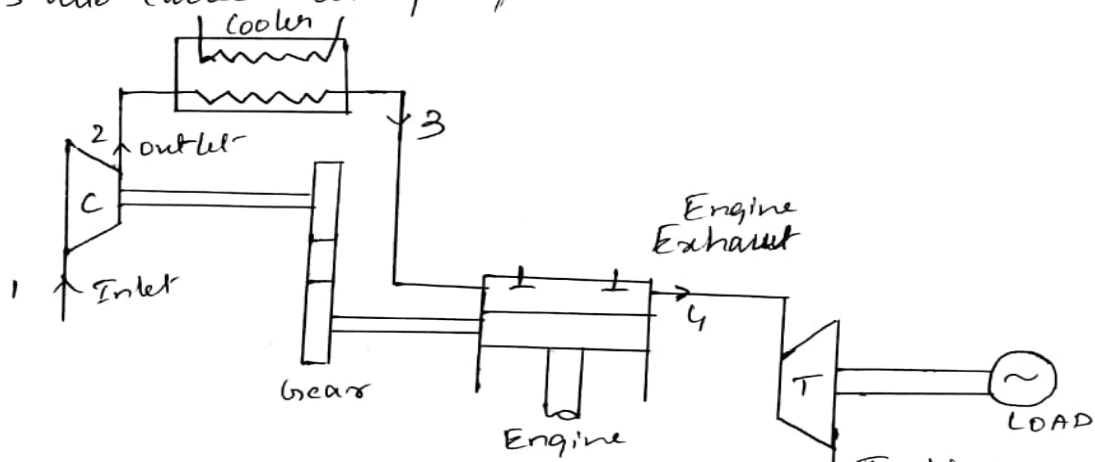 Cooler
2
outlet
3
C
Engine
Exhaust
1
Inlet
4
T
Gear
Engine
LOAD